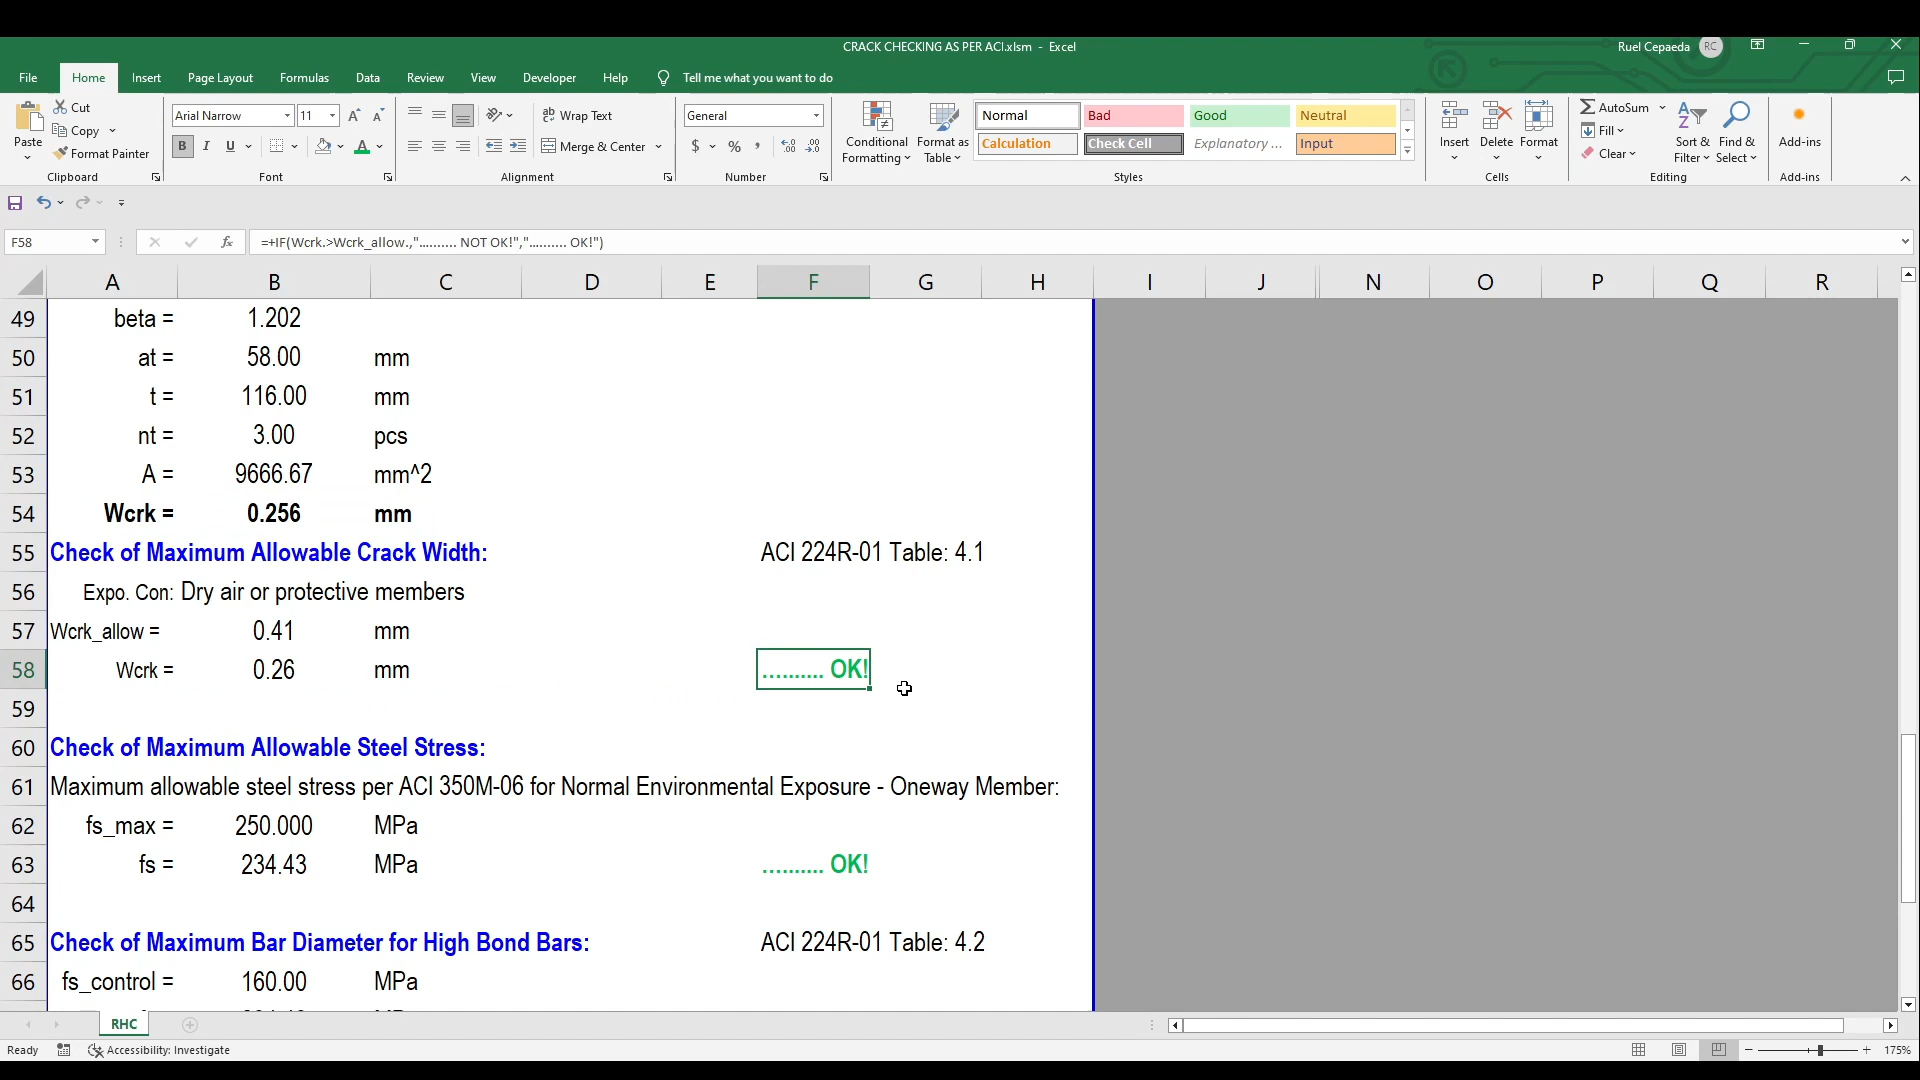 CRACK CHECKING AS PER ACI.xlsm - Excel
Ruel Cepaeda RC
File Home Insert Page Layout Formulas Data Review View Developer Help Tell me what you want to do
Paste Cut Copy Format Painter
Clipboard
Arial Narrow 11
B I U
Font
Wrap Text
Merge & Center
Alignment
General
$ %
Number
Conditional Formatting
Format as Table
Normal Bad Good Neutral
Calculation Check Cell Explanatory ... Input
Styles
Insert Delete Format
Cells
AutoSum
Fill
Clear
Sort & Filter
Find & Select
Editing
Add-ins
Add-ins
F58 fx =+IF(Wcrk.>Wcrk_allow.,".......... NOT OK!",".......... OK!")
A B C D E F G H I J N O P Q R
49 beta = 1.202
50 at = 58.00 mm
51 t = 116.00 mm
52 nt = 3.00 pcs
53 A = 9666.67 mm^2
54 Wcrk = 0.256 mm
55 Check of Maximum Allowable Crack Width: ACI 224R-01 Table: 4.1
56 Expo. Con: Dry air or protective members
57 Wcrk_allow = 0.41 mm
58 Wcrk = 0.26 mm .......... OK!
59
60 Check of Maximum Allowable Steel Stress:
61 Maximum allowable steel stress per ACI 350M-06 for Normal Environmental Exposure - Oneway Member:
62 fs_max = 250.000 MPa
63 fs = 234.43 MPa .......... OK!
64
65 Check of Maximum Bar Diameter for High Bond Bars: ACI 224R-01 Table: 4.2
66 fs_control = 160.00 MPa
RHC
Ready Accessibility: Investigate 175%